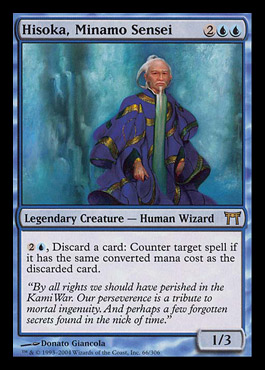 Hisoka, Minamo Sensei 2
Legendary Creature — Human Wizard
2, Discard a card: Counter target spell if
it has the same converted mana cost as the
discarded card.
"By all rights we should have perished in the
Kami War. Our perseverence is a tribute to
mortal ingenuity. And perhaps a few forgotten
secrets found in the nick of time."
Donato Giancola
1/3
™ & © 1993-2004 Wizards of the Coast, Inc. 66/306